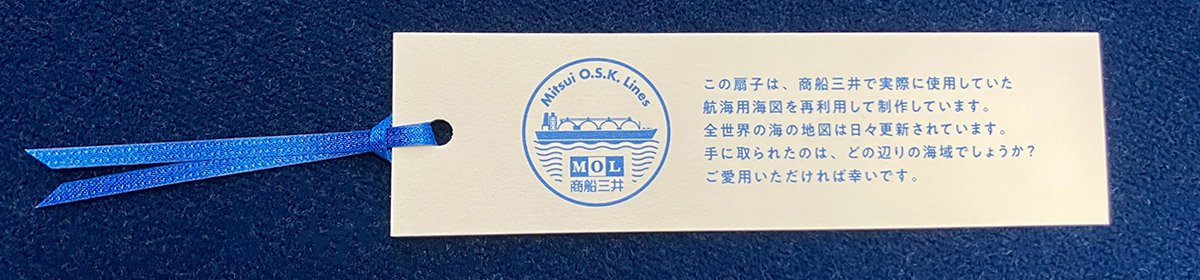 Mitsui O.S.K. Lines
MOL
商船三井
この扇子は、商船三井で実際に使用していた
航海用海図を再利用して制作しています。
全世界の海の地図は日々更新されています。
手に取られたのは、どの辺りの海域でしょうか?
ご愛用いただければ幸いです。